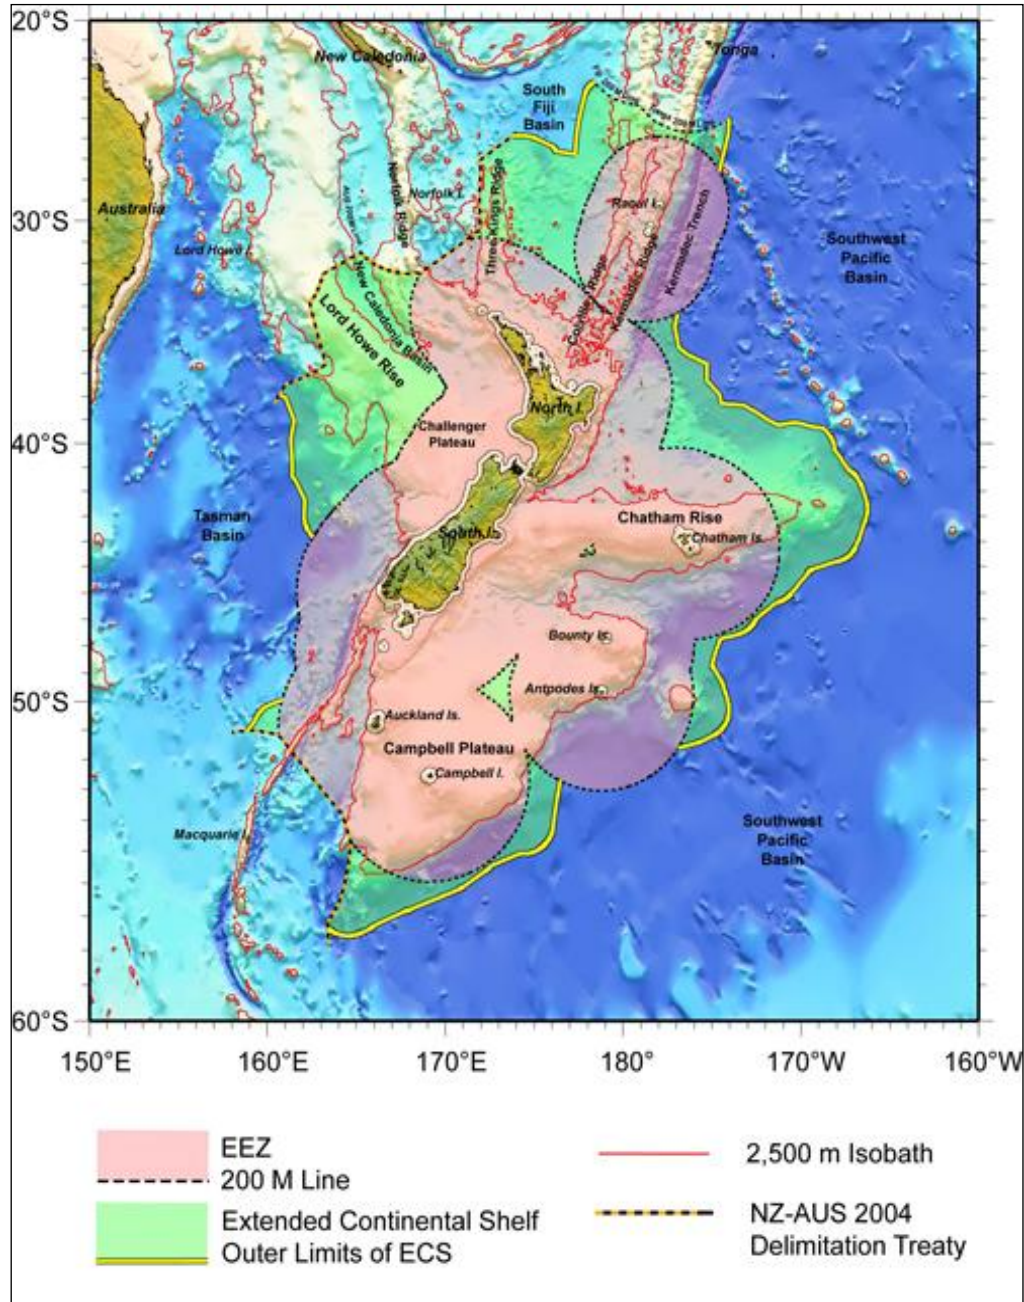 20°S
New Caledonia
Tonga
South
Fiji
Basin
Norfolk Ridge
Norfolk I.
Three Kings Ridge
Raoul I.
Kermadec Trench
Australia
30°S
Lord Howe I.
Southwest
Pacific
Basin
Colville Ridge
Kermadec Ridge
New Caledonia Basin
Lord Howe Rise
North I.
Challenger
Plateau
40°S
Tasman
Basin
South I.
Chatham Rise
Chatham Is.
Bounty Is.
Antpodes Is.
50°S
Auckland Is.
Campbell Plateau
Campbell I.
Macquarie I.
Southwest
Pacific
Basin
60°S
150°E
160°E
170°E
180°
170°W
160°W
EEZ
200 M Line
Extended Continental Shelf
Outer Limits of ECS
2,500 m Isobath
NZ-AUS 2004
Delimitation Treaty